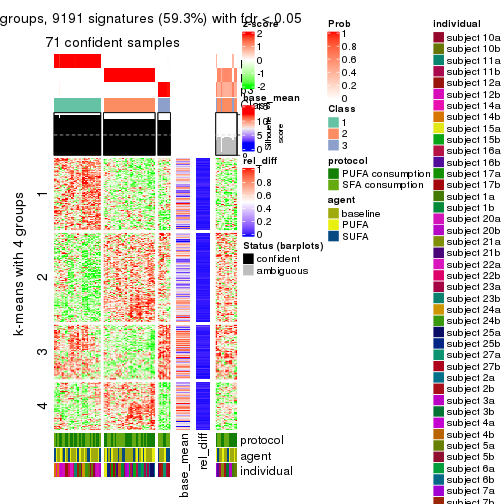 groups, 9191 signatures (59.3%) with fdr < 0.05
71 confident samples
k-means with 4 groups
1
2
3
4
protocol
agent
individual
base_mean
rel_diff
z-score
2
1
0
-1
-2
base_mean
15
10
5
0
Silhouette
score
rel_diff
1
0.8
0.6
0.4
0.2
0
Status (barplots)
confident
ambiguous
Prob
1
0.8
0.6
0.4
0.2
0
Class
1
2
3
protocol
PUFA consumption
SFA consumption
agent
baseline
PUFA
SUFA
individual
subject 10a
subject 10b
subject 11a
subject 11b
subject 12a
subject 12b
subject 14a
subject 14b
subject 15a
subject 15b
subject 16a
subject 16b
subject 17a
subject 17b
subject 1a
subject 1b
subject 20a
subject 20b
subject 21a
subject 21b
subject 22a
subject 22b
subject 23a
subject 23b
subject 24a
subject 24b
subject 25a
subject 25b
subject 27a
subject 27b
subject 2a
subject 2b
subject 3a
subject 3b
subject 4a
subject 4b
subject 5a
subject 5b
subject 6a
subject 6b
subject 7a
subject 7b